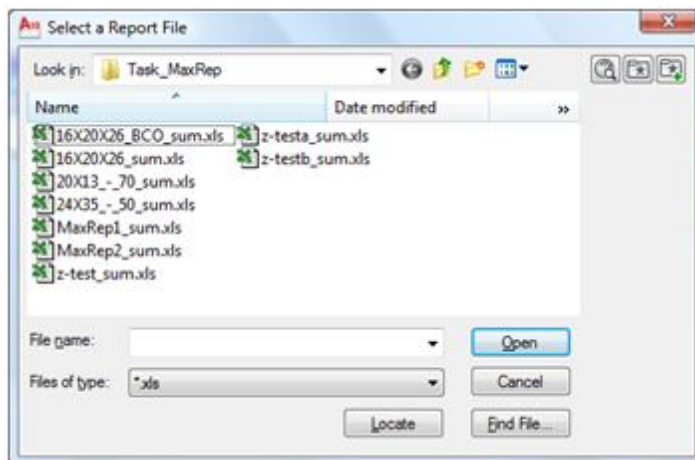 Select a Report File
Look in: Task_MaxRep
Name Date modified »
16X20X26_BCO_sum.xls z-testa_sum.xls
16X20X26_sum.xls z-testb_sum.xls
20X13_-_70_sum.xls
24X35_-_50_sum.xls
MaxRep1_sum.xls
MaxRep2_sum.xls
z-test_sum.xls
File name: Open
Files of type: *.xls Cancel
Locate Find File...